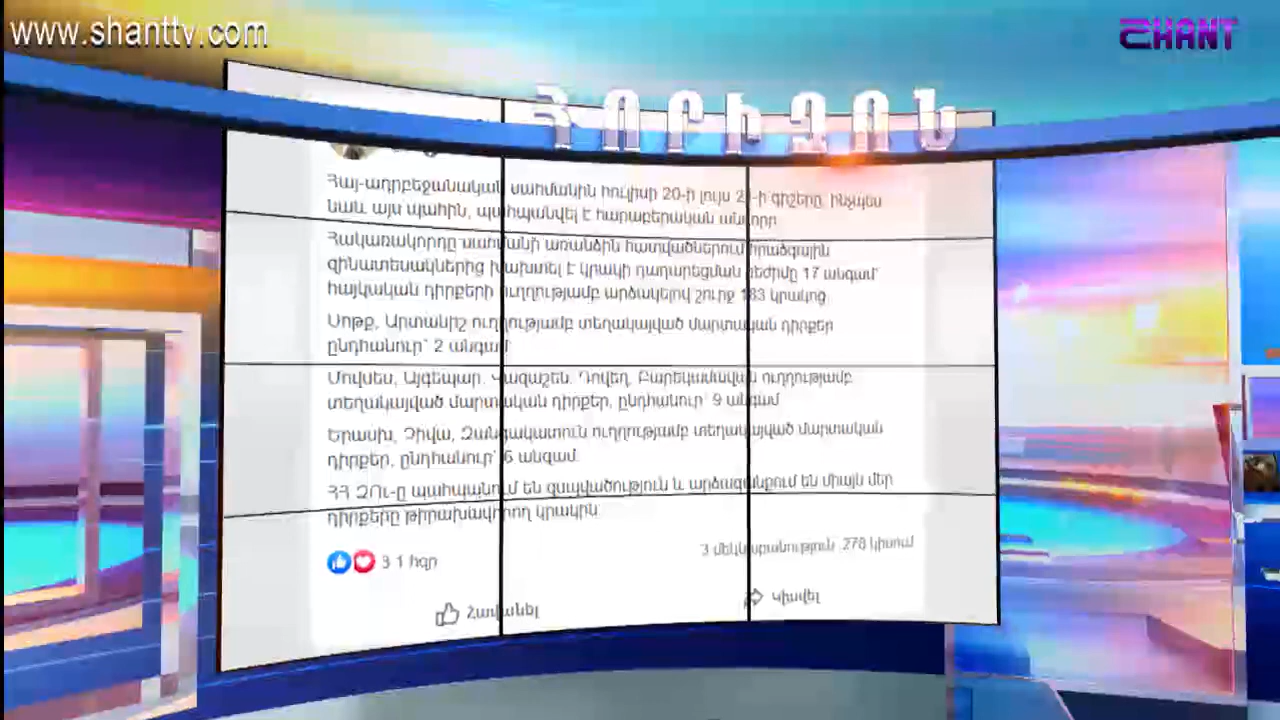 www.shanttv.com
SHANT
ՀՈՐԻԶՈՆ
Հայ-ադրբեջանական սահմանին հուլիսի 20-ի լույս 21-ի գիշերը, ինչպես
նաև այս պահին, պահպանվել է հարաբերական անդորր
Հակառակորդը սահմանի առանձին հատվածներում հրաձգային
զինատեսակներից խախտել է կրակի դադարեցման ռեժիմը 17 անգամ՝
հայկական դիրքերի ուղղությամբ արձակելով շուրջ 183 կրակոց
Սոթք, Արտանիշ ուղղությամբ տեղակայված մարտական դիրքեր
ընդհանուր՝ 2 անգամ
Մովսես, Այգեպար, Վազաշեն, Դովեղ, Բարեկամավան ուղղությամբ
տեղակայված մարտական դիրքեր, ընդհանուր՝ 9 անգամ
Երասխ, Չիվա, Զանգակատուն ուղղությամբ տեղակայված մարտական
դիրքեր, ընդհանուր՝ 6 անգամ
ՀՀ ԶՈւ-ը պահպանում են զսպվածություն և արձագանքում են միայն մեր
դիրքերը թիրախավորող կրակին
3 1 հզր
3 մեկնաբանություն 278 կիսում
Հավանել
Կիսվել